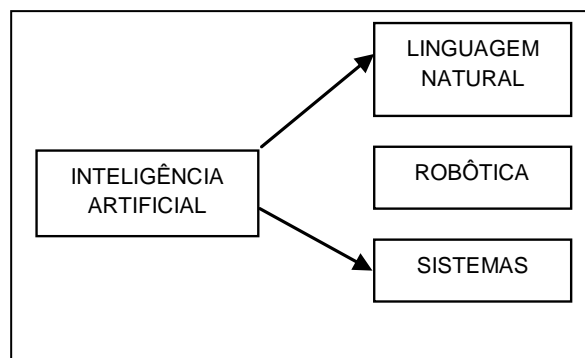 LINGUAGEM
NATURAL
INTELIGÊNCIA
ARTIFICIAL
ROBÔTICA
SISTEMAS